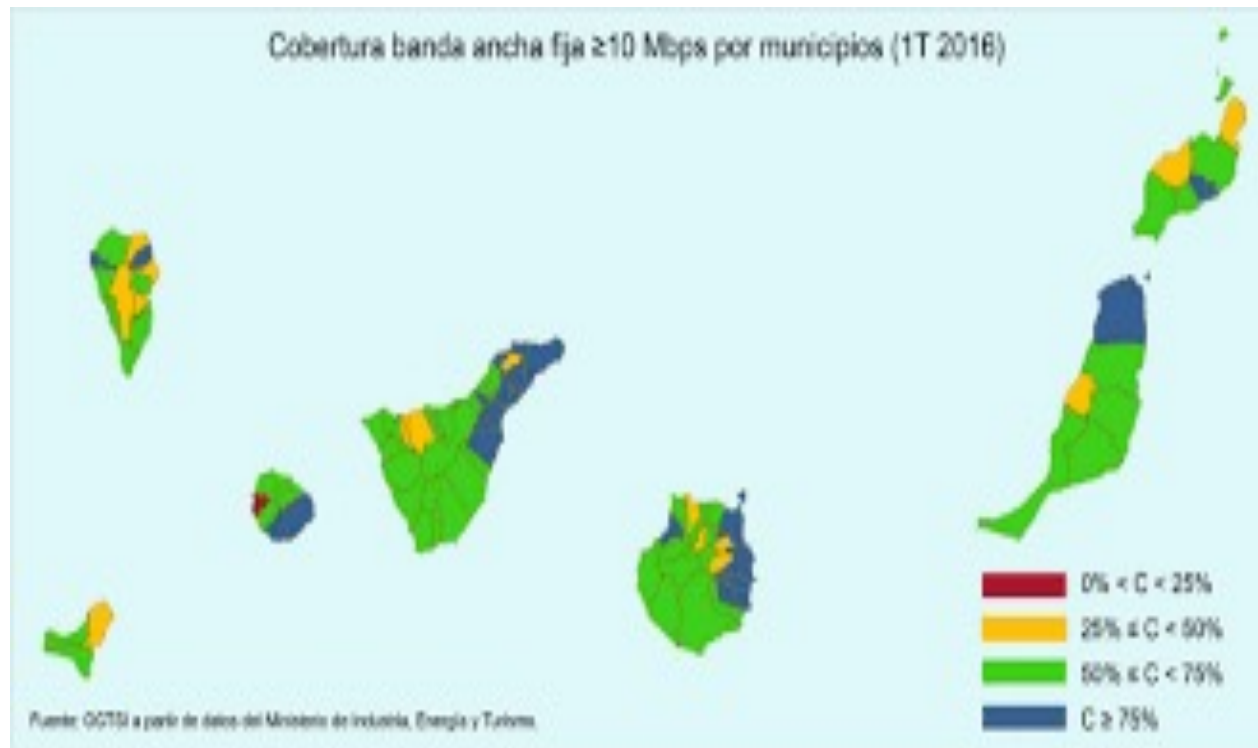 Cobertura banda ancha fija ≥10 Mbps por municipios (1T 2016)
0% < C < 25%
25% ≤ C < 50%
50% ≤ C < 75%
C ≥ 75%
Fuente: OCTSI a partir de datos del Ministerio de Industria, Energía y Turismo.